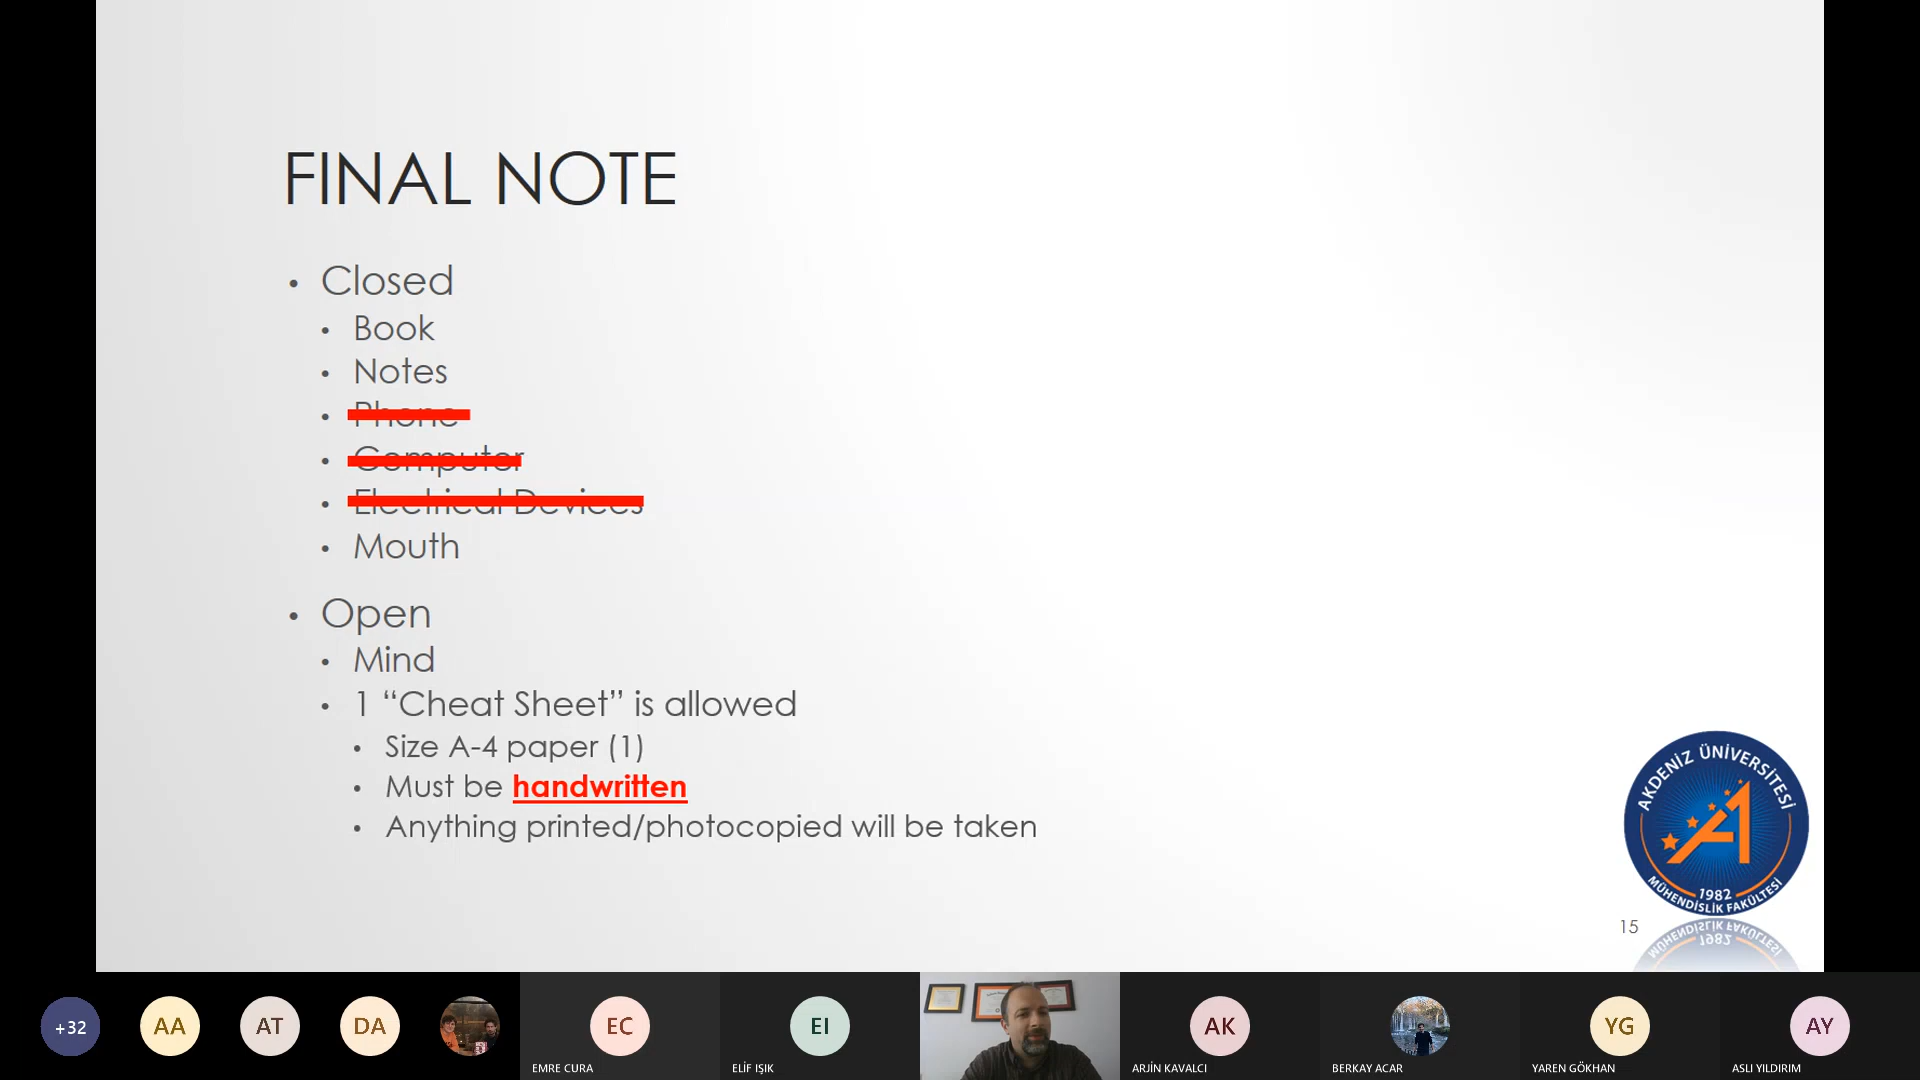 FINAL NOTE
• Closed
• Book
• Notes
• Phone
• Computer
• Electrical Devices
• Mouth
• Open
• Mind
• 1 “Cheat Sheet” is allowed
• Size A-4 paper (1)
• Must be handwritten
• Anything printed/photocopied will be taken
AKDENİZ ÜNİVERSİTESİ
1982
MÜHENDİSLİK FAKÜLTESİ
15
+32
AA
AT
DA
EC
EMRE CURA
EI
ELİF IŞIK
AK
ARJİN KAVALCI
BERKAY ACAR
YG
YAREN GÖKHAN
AY
ASLI YILDIRIM